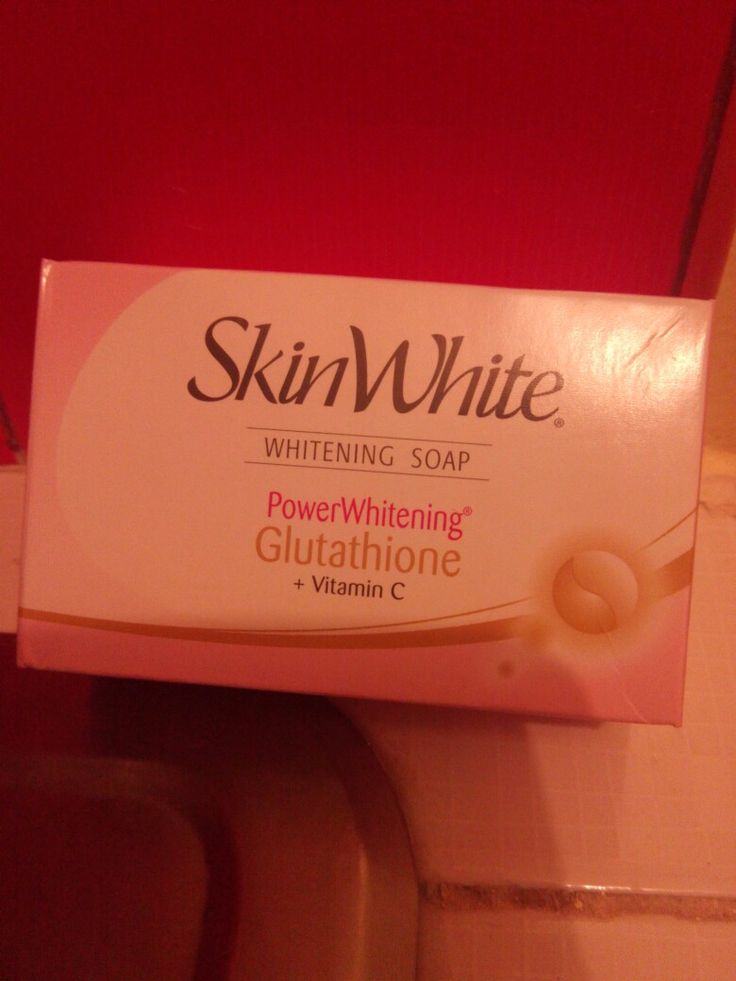 SkinWhite®
WHITENING SOAP
PowerWhitening®
Glutathione
+ Vitamin C